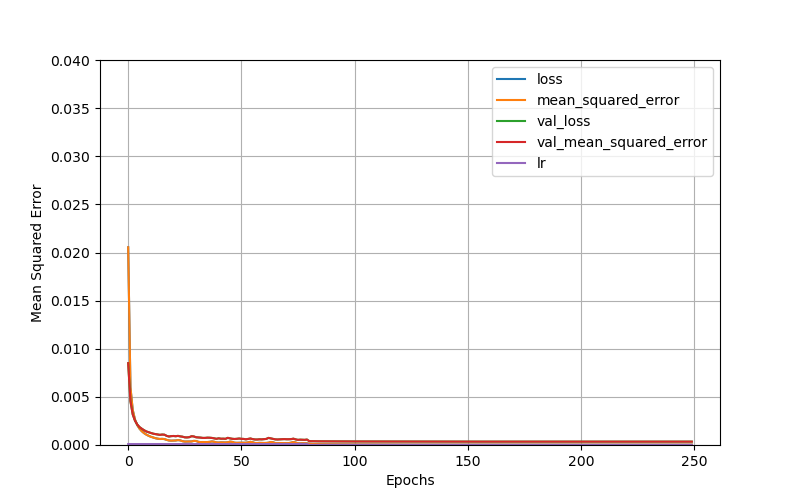 0.040
0.035
0.030
0.025
0.020
0.015
0.010
0.005
0.000
Mean Squared Error
loss
mean_squared_error
val_loss
val_mean_squared_error
lr
0 50 100 150 200 250
Epochs